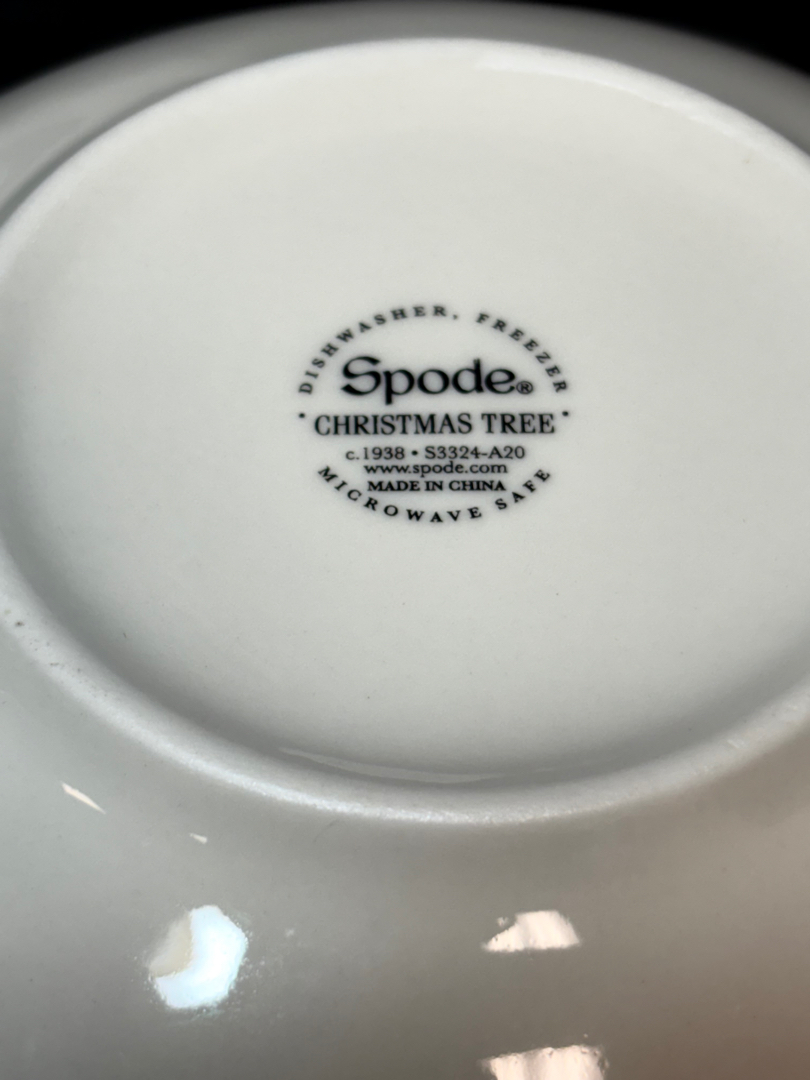 DISHWASHER, FREEZER
Spode®
· CHRISTMAS TREE ·
c.1938 • S3324-A20
www.spode.com
MADE IN CHINA
MICROWAVE SAFE